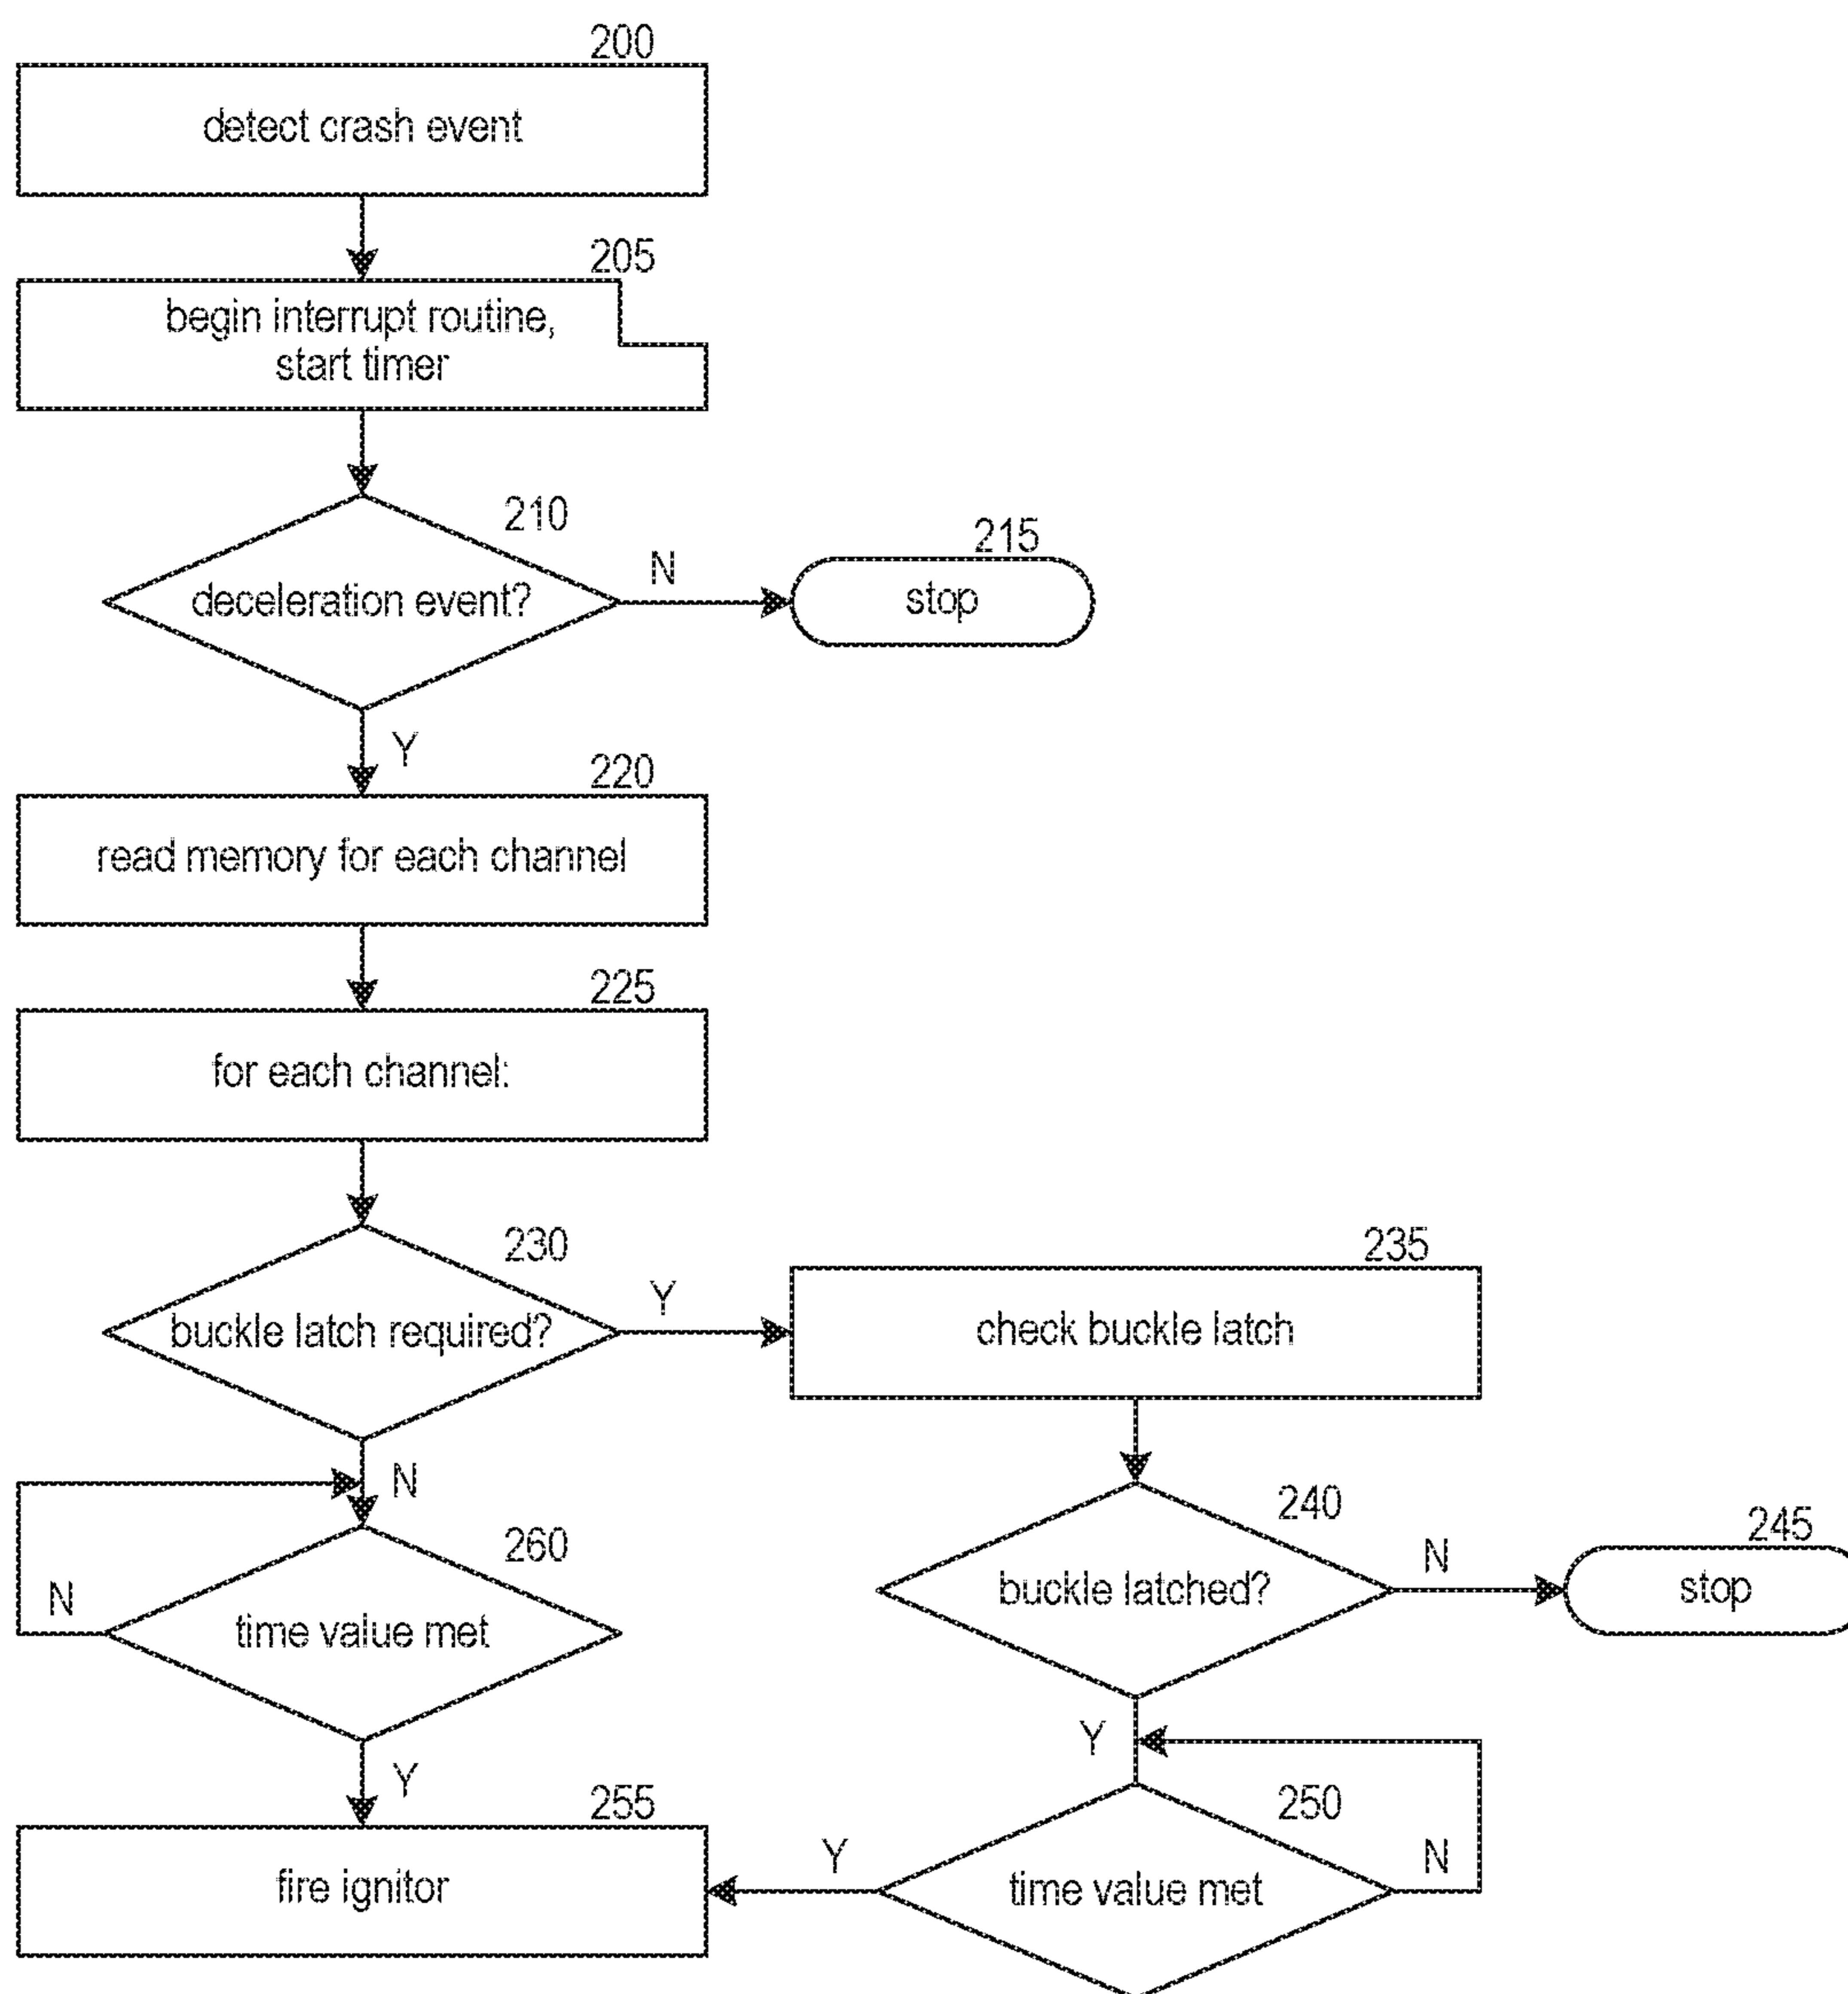 200
detect crash event
205
begin interrupt routine,
start timer
210
deceleration event?
N
215
stop
Y
220
read memory for each channel
225
for each channel:
230
buckle latch required?
Y
235
check buckle latch
N
240
buckle latched?
N
245
stop
260
time value met
N
Y
Y
255
fire ignitor
Y
250
time value met
N